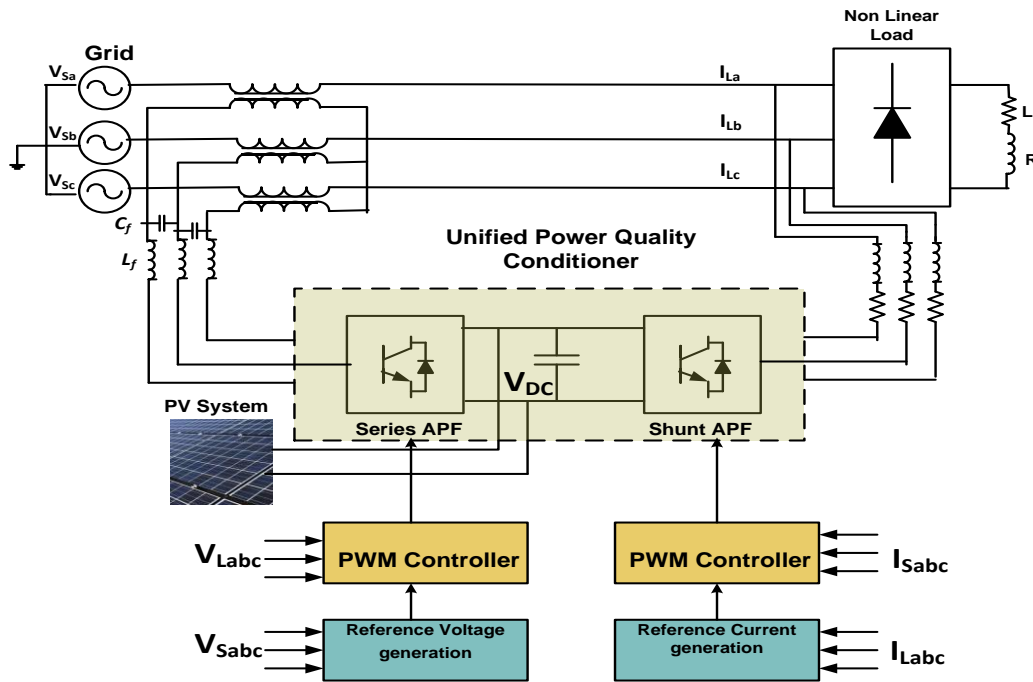 Non Linear
Load
Grid
VSa
ILa
L
VSb
ILb
R
VSc
ILc
Cf
Unified Power Quality
Conditioner
Lf
VDC
PV System
Series APF
Shunt APF
VLabc
PWM Controller
PWM Controller
ISabc
VSabc
Reference Voltage
generation
Reference Current
generation
ILabc